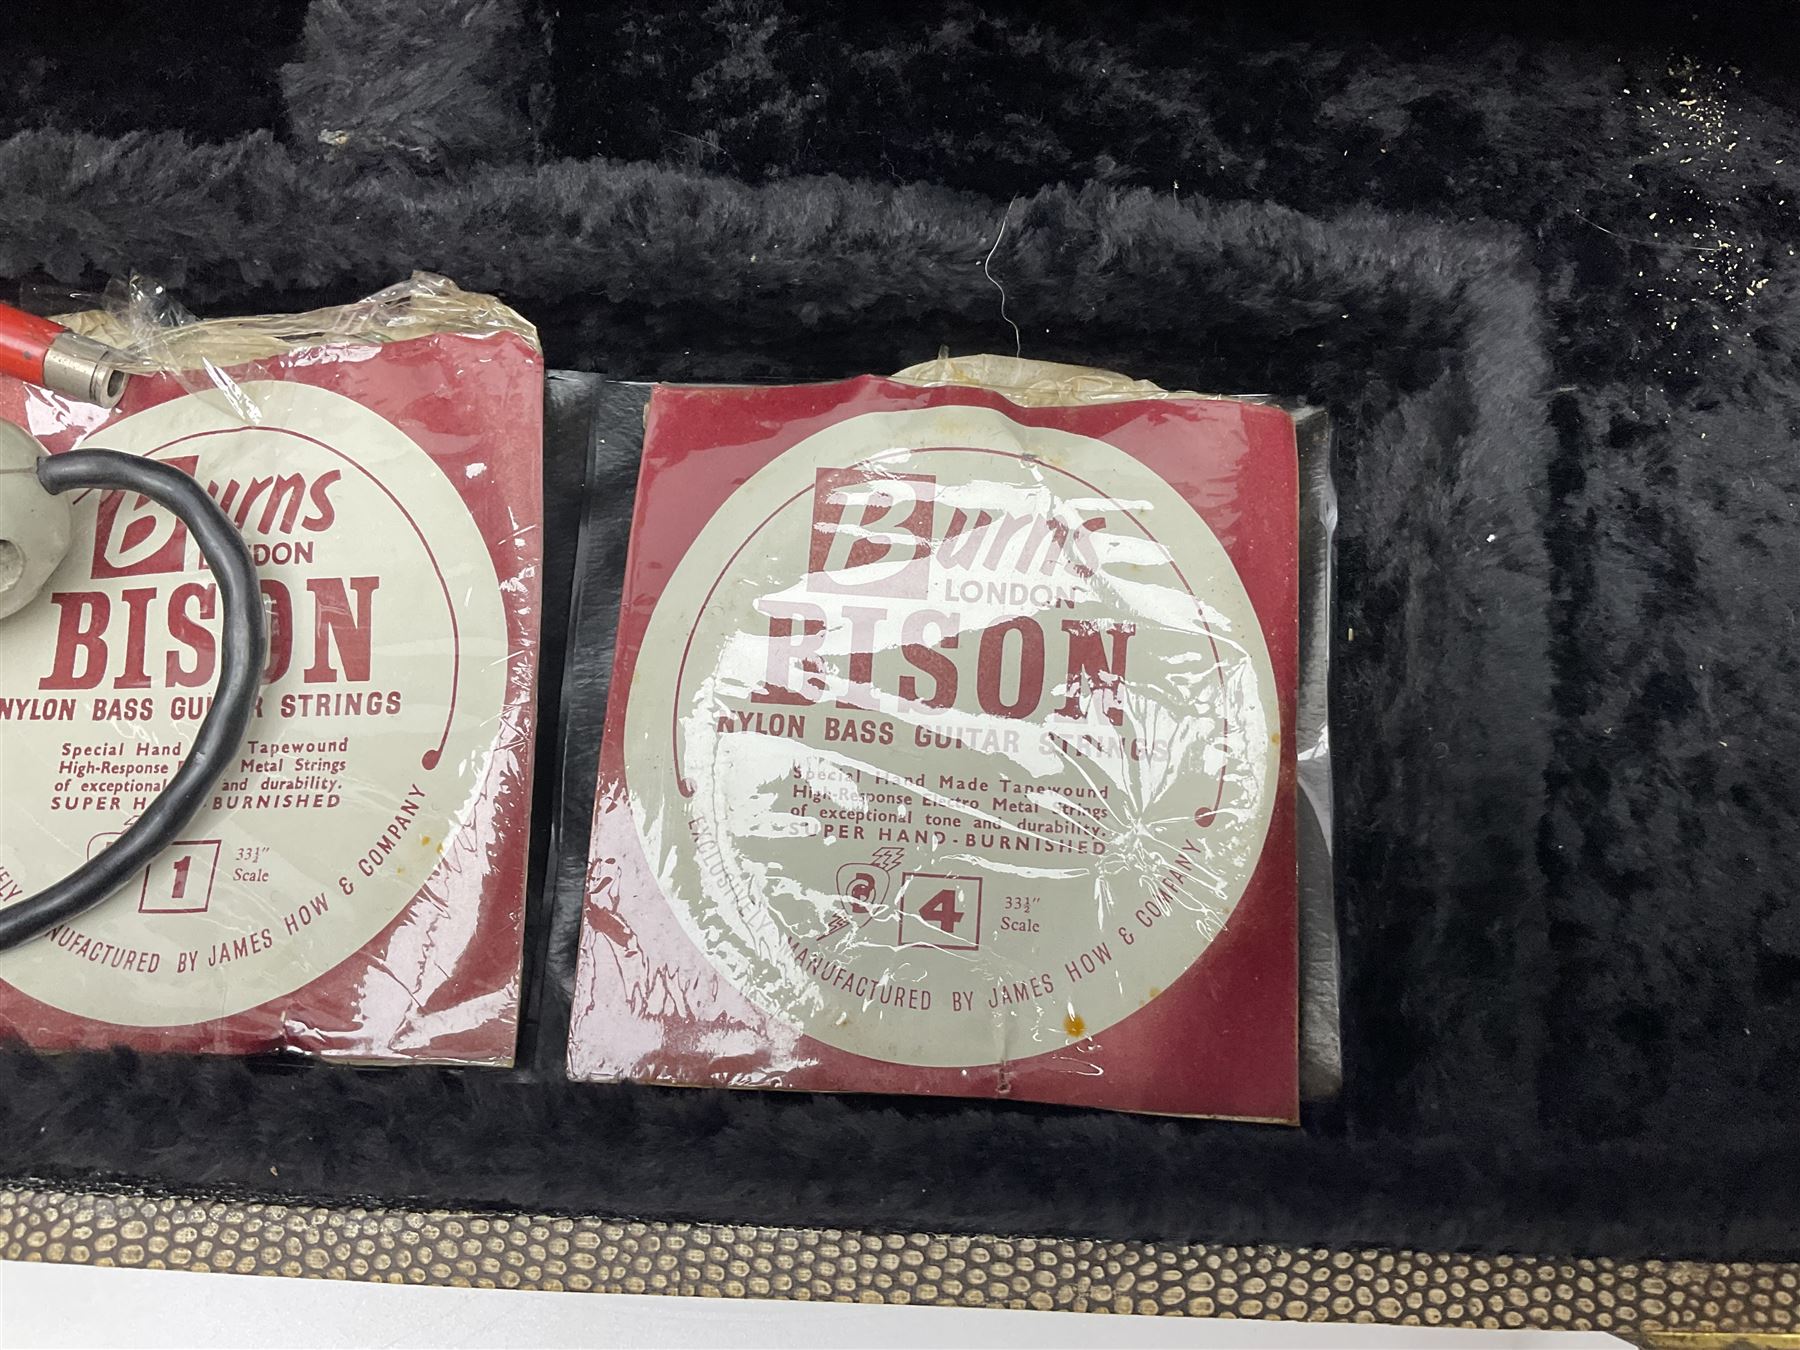 Burns
LONDON
BISON
NYLON BASS GUITAR STRINGS
Special Hand Tapewound
High-Response Metal Strings
of exceptional and durability.
SUPER HAND-BURNISHED
1
33½"
Scale
MANUFACTURED BY JAMES HOW & COMPANY
Burns
LONDON
BISON
NYLON BASS GUITAR STRINGS
Special Hand Made Tapewound
High-Response Electro Metal Strings
of exceptional tone and durability.
SUPER HAND-BURNISHED
4
33½"
Scale
EXCLUSIVELY MANUFACTURED BY JAMES HOW & COMPANY